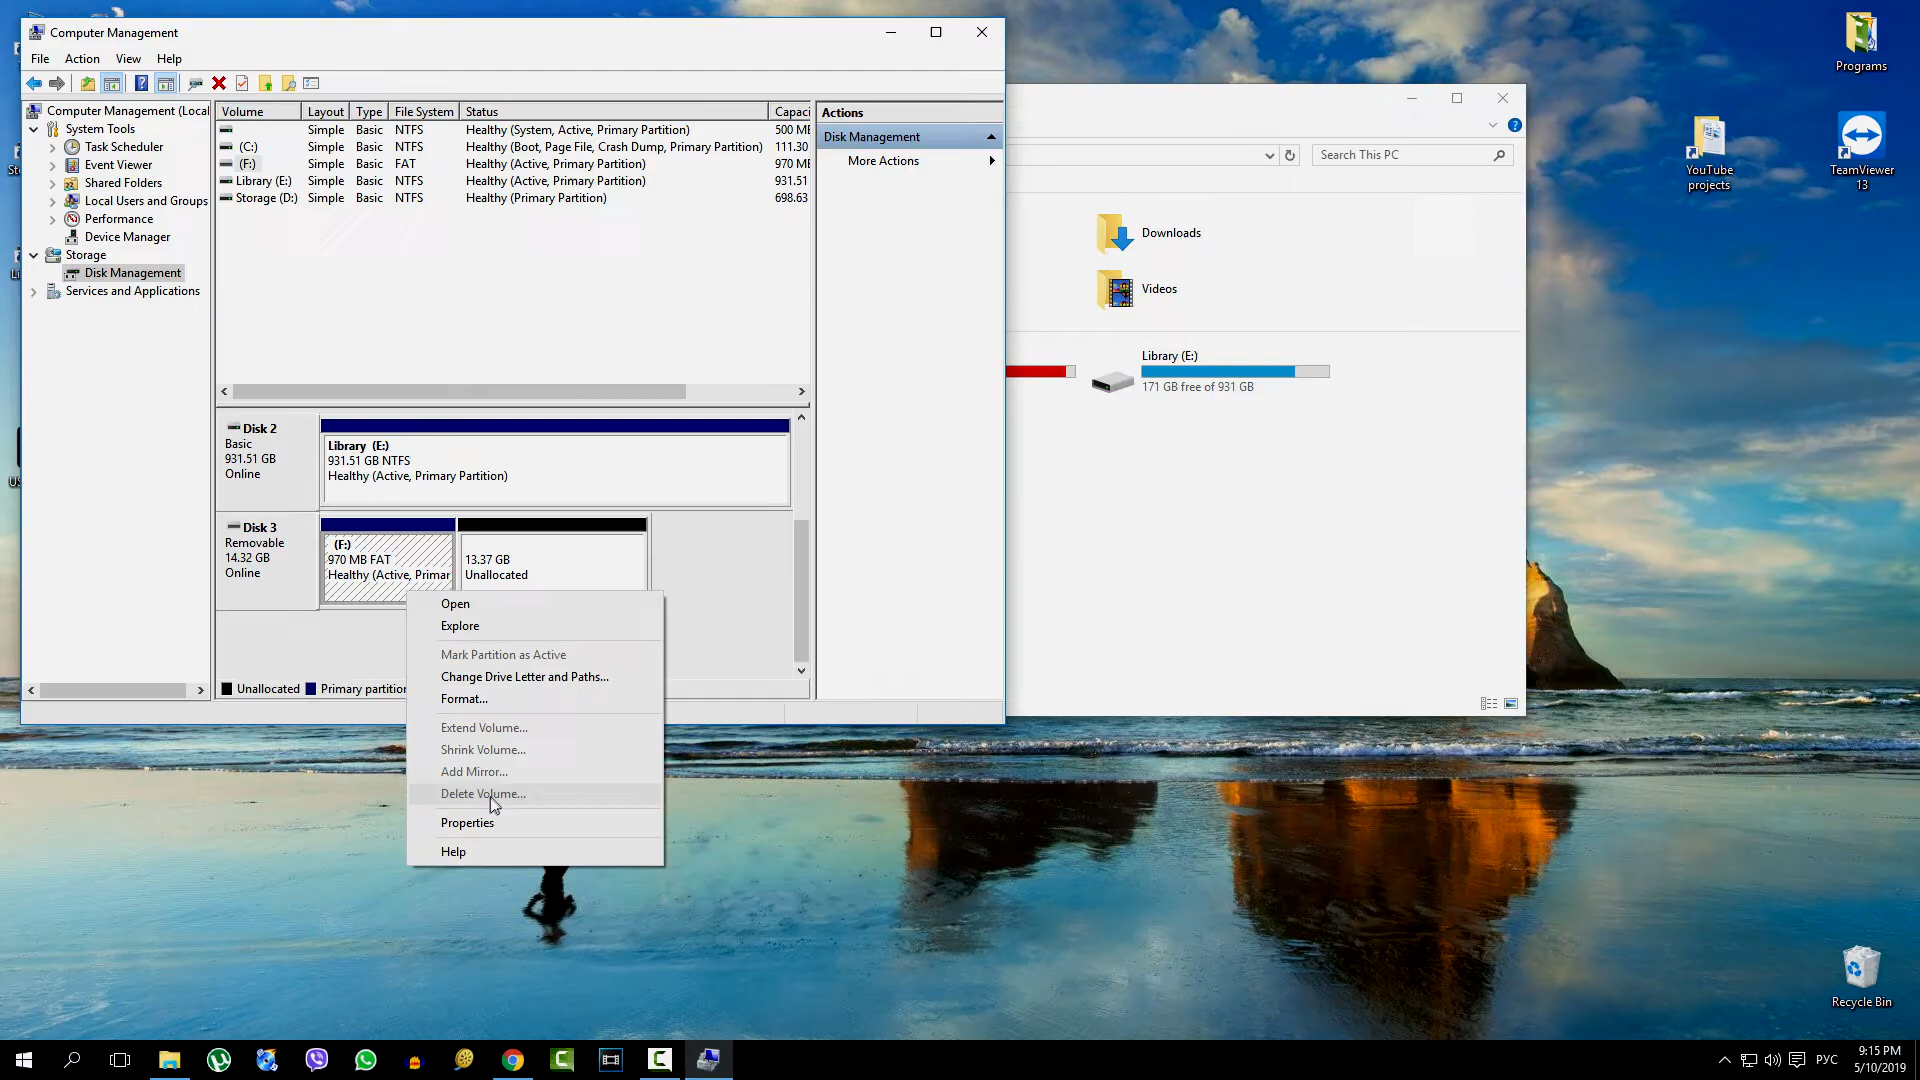 Computer Management
File Action View Help
Computer Management (Local
System Tools
Task Scheduler
Event Viewer
Shared Folders
Local Users and Groups
Performance
Device Manager
Storage
Disk Management
Services and Applications
Volume Layout Type File System Status Capaci
Simple Basic NTFS Healthy (System, Active, Primary Partition) 500 MB
(C:) Simple Basic NTFS Healthy (Boot, Page File, Crash Dump, Primary Partition) 111.30
(F:) Simple Basic FAT Healthy (Active, Primary Partition) 970 MB
Library (E:) Simple Basic NTFS Healthy (Active, Primary Partition) 931.51
Storage (D:) Simple Basic NTFS Healthy (Primary Partition) 698.63
Disk 2
Basic
931.51 GB
Online
Library (E:)
931.51 GB NTFS
Healthy (Active, Primary Partition)
Disk 3
Removable
14.32 GB
Online
(F:)
970 MB FAT
Healthy (Active, Primar
13.37 GB
Unallocated
Unallocated Primary partition
Actions
Disk Management
More Actions
Open
Explore
Mark Partition as Active
Change Drive Letter and Paths...
Format...
Extend Volume...
Shrink Volume...
Add Mirror...
Delete Volume...
Properties
Help
Search This PC
Downloads
Videos
Library (E:)
171 GB free of 931 GB
Programs
YouTube
projects
TeamViewer
13
Recycle Bin
РУС
9:15 PM
5/10/2019